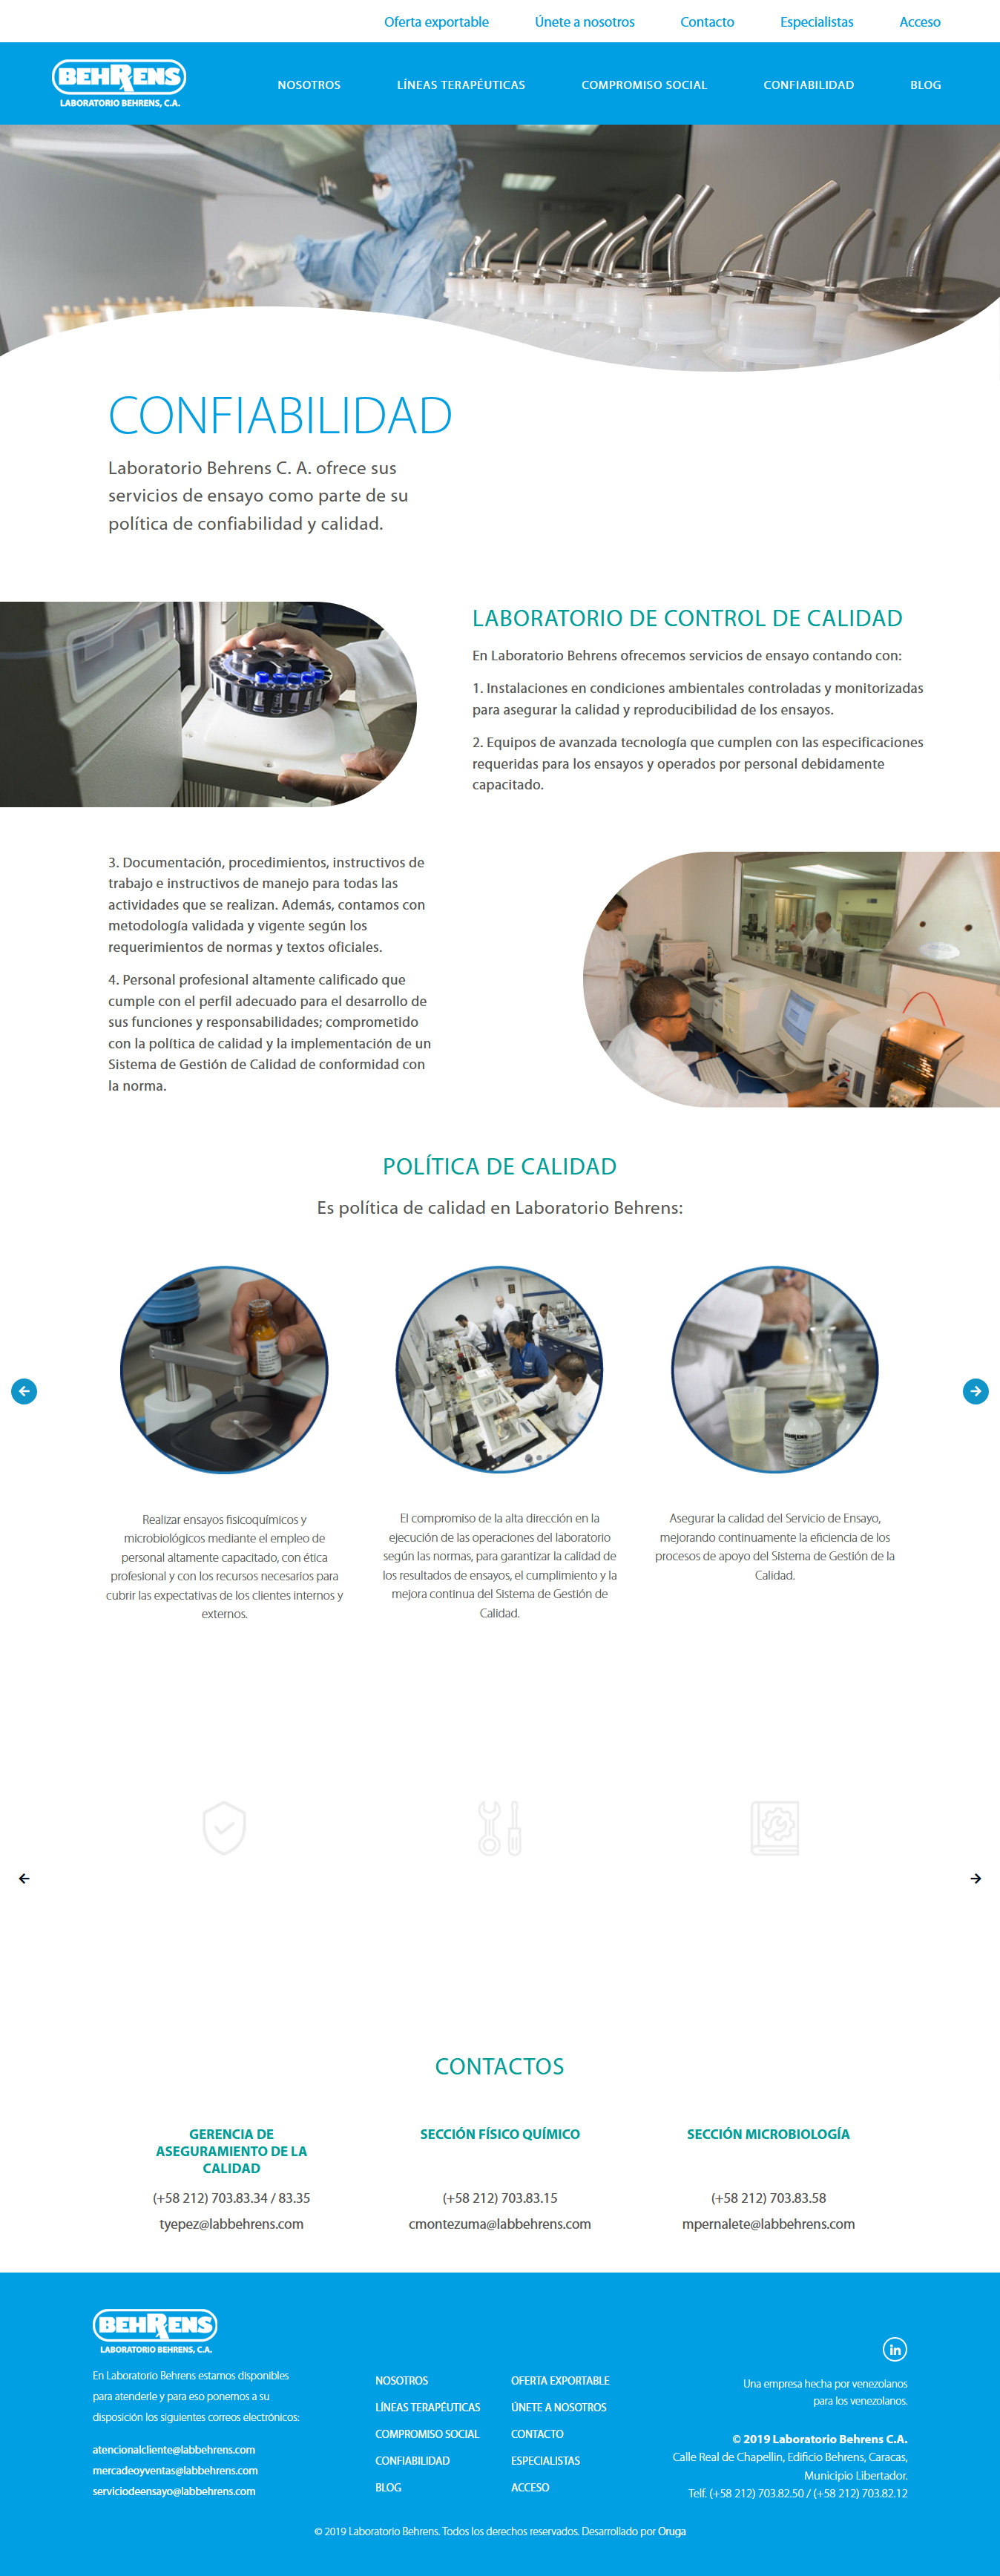 Oferta exportable
Únete a nosotros
Contacto
Especialistas
Acceso
BEHRENS
LABORATORIO BEHRENS, C.A.
NOSOTROS
LÍNEAS TERAPÉUTICAS
COMPROMISO SOCIAL
CONFIABILIDAD
BLOG
CONFIABILIDAD
Laboratorio Behrens C. A. ofrece sus
servicios de ensayo como parte de su
política de confiabilidad y calidad.
LABORATORIO DE CONTROL DE CALIDAD
En Laboratorio Behrens ofrecemos servicios de ensayo contando con:
1. Instalaciones en condiciones ambientales controladas y monitorizadas
para asegurar la calidad y reproducibilidad de los ensayos.
2. Equipos de avanzada tecnología que cumplen con las especificaciones
requeridas para los ensayos y operados por personal debidamente
capacitado.
3. Documentación, procedimientos, instructivos de
trabajo e instructivos de manejo para todas las
actividades que se realizan. Además, contamos con
metodología validada y vigente según los
requerimientos de normas y textos oficiales.
4. Personal profesional altamente calificado que
cumple con el perfil adecuado para el desarrollo de
sus funciones y responsabilidades; comprometido
con la política de calidad y la implementación de un
Sistema de Gestión de Calidad de conformidad con
la norma.
POLÍTICA DE CALIDAD
Es política de calidad en Laboratorio Behrens:
Realizar ensayos fisicoquímicos y
microbiológicos mediante el empleo de
personal altamente capacitado, con ética
profesional y con los recursos necesarios para
cubrir las expectativas de los clientes internos y
externos.
El compromiso de la alta dirección en la
ejecución de las operaciones del laboratorio
según las normas, para garantizar la calidad de
los resultados de ensayos, el cumplimiento y la
mejora continua del Sistema de Gestión de
Calidad.
Asegurar la calidad del Servicio de Ensayo,
mejorando continuamente la eficiencia de los
procesos de apoyo del Sistema de Gestión de la
Calidad.
CONTACTOS
GERENCIA DE
ASEGURAMIENTO DE LA
CALIDAD
(+58 212) 703.83.34 / 83.35
tyepez@labbehrens.com
SECCIÓN FÍSICO QUÍMICO
(+58 212) 703.83.15
cmontezuma@labbehrens.com
SECCIÓN MICROBIOLOGÍA
(+58 212) 703.83.58
mpernalete@labbehrens.com
BEHRENS
LABORATORIO BEHRENS, C.A.
En Laboratorio Behrens estamos disponibles
para atenderle y para eso ponemos a su
disposición los siguientes correos electrónicos:
atencionalcliente@labbehrens.com
mercadeoyventas@labbehrens.com
serviciodeensayo@labbehrens.com
NOSOTROS
LÍNEAS TERAPÉUTICAS
COMPROMISO SOCIAL
CONFIABILIDAD
BLOG
OFERTA EXPORTABLE
ÚNETE A NOSOTROS
CONTACTO
ESPECIALISTAS
ACCESO
in
Una empresa hecha por venezolanos
para los venezolanos.
© 2019 Laboratorio Behrens C.A.
Calle Real de Chapellin, Edificio Behrens, Caracas,
Municipio Libertador.
Telf. (+58 212) 703.82.50 / (+58 212) 703.82.12
© 2019 Laboratorio Behrens. Todos los derechos reservados. Desarrollado por Oruga